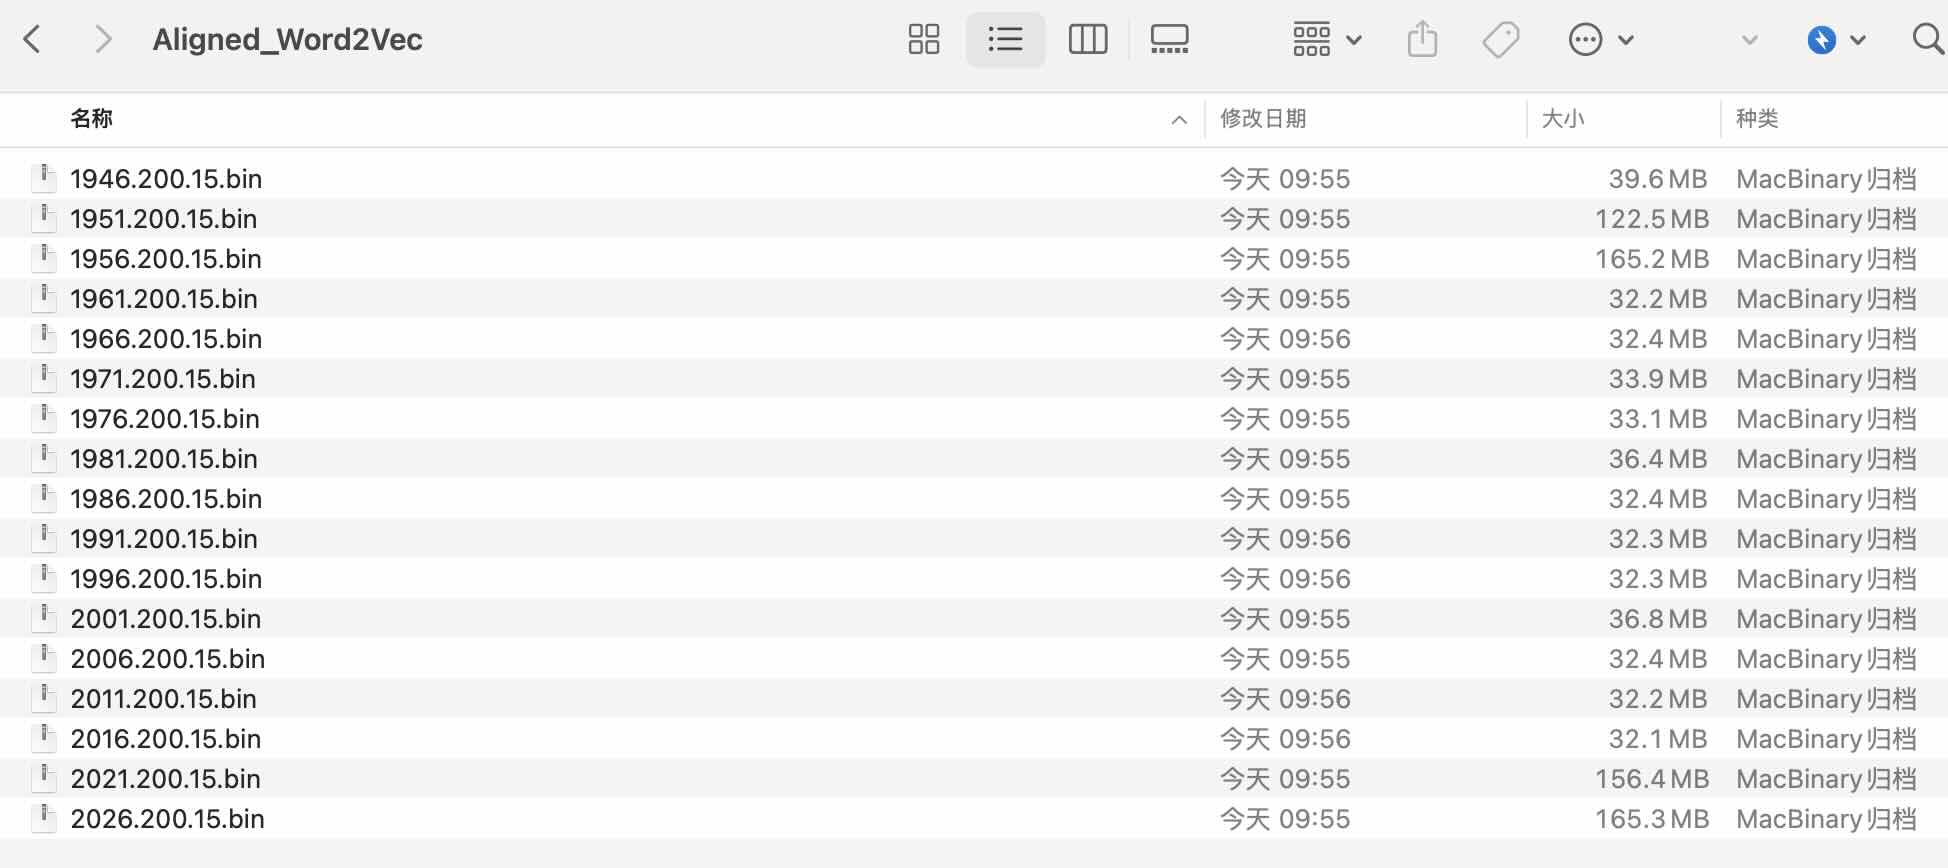 Aligned_Word2Vec
名称 修改日期 大小 种类
1946.200.15.bin 今天 09:55 39.6 MB MacBinary归档
1951.200.15.bin 今天 09:55 122.5 MB MacBinary归档
1956.200.15.bin 今天 09:55 165.2 MB MacBinary归档
1961.200.15.bin 今天 09:55 32.2 MB MacBinary归档
1966.200.15.bin 今天 09:56 32.4 MB MacBinary归档
1971.200.15.bin 今天 09:55 33.9 MB MacBinary归档
1976.200.15.bin 今天 09:55 33.1 MB MacBinary归档
1981.200.15.bin 今天 09:55 36.4 MB MacBinary归档
1986.200.15.bin 今天 09:55 32.4 MB MacBinary归档
1991.200.15.bin 今天 09:56 32.3 MB MacBinary归档
1996.200.15.bin 今天 09:56 32.3 MB MacBinary归档
2001.200.15.bin 今天 09:55 36.8 MB MacBinary归档
2006.200.15.bin 今天 09:55 32.4 MB MacBinary归档
2011.200.15.bin 今天 09:56 32.2 MB MacBinary归档
2016.200.15.bin 今天 09:56 32.1 MB MacBinary归档
2021.200.15.bin 今天 09:55 156.4 MB MacBinary归档
2026.200.15.bin 今天 09:55 165.3 MB MacBinary归档